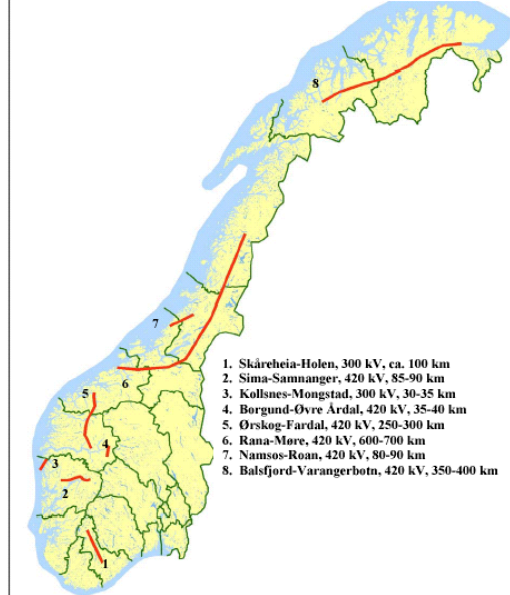 8
7
6
5
4
3
2
1
1. Skåreheia-Holen, 300 kV, ca. 100 km
2. Sima-Samnanger, 420 kV, 85-90 km
3. Kollsnes-Mongstad, 300 kV, 30-35 km
4. Borgund-Øvre Årdal, 420 kV, 35-40 km
5. Ørskog-Fardal, 420 kV, 250-300 km
6. Rana-Møre, 420 kV, 600-700 km
7. Namsos-Roan, 420 kV, 80-90 km
8. Balsfjord-Varangerbotn, 420 kV, 350-400 km